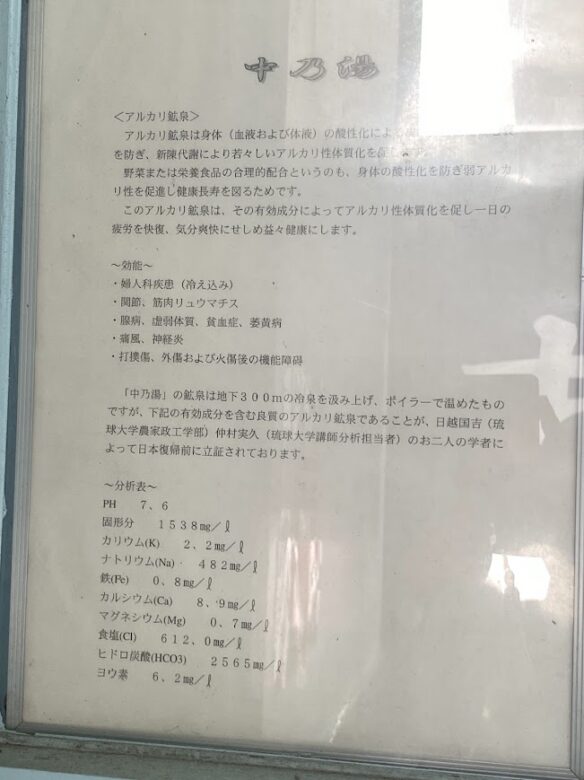 中乃湯
＜アルカリ鉱泉＞
アルカリ鉱泉は身体（血液および体液）の酸性化による
を防ぎ、新陳代謝により若々しいアルカリ性体質化を促し
野菜または栄養食品の合理的配合というのも、身体の酸性化を防ぎ弱アルカ
リ性を促進し健康長寿を図るためです。
このアルカリ鉱泉は、その有効成分によってアルカリ性体質化を促し一日の
疲労を快復、気分爽快にせしめ益々健康にします。
～効能～
・婦人科疾患（冷え込み）
・関節、筋肉リュウマチス
・腺病、虚弱体質、貧血症、萎黄病
・痛風、神経炎
・打撲傷、外傷および火傷後の機能障碍
「中乃湯」の鉱泉は地下３００ｍの冷泉を汲み上げ、ボイラーで温めたもの
ですが、下記の有効成分を含む良質のアルカリ鉱泉であることが、日越国吉（琉
球大学農家政工学部）仲村実久（琉球大学講師分析担当者）のお二人の学者に
よって日本復帰前に立証されております。
～分析表～
PH　７、６
固形分　１５３８mg／ℓ
カリウム(K)　２、２mg／ℓ
ナトリウム(Na)　４８２mg／ℓ
鉄(Fe)　０、８mg／ℓ
カルシウム(Ca)　８、９mg／ℓ
マグネシウム(Mg)　０、７mg／ℓ
食塩(Cl)　６１２、０mg／ℓ
ヒドロ炭酸(HCO3)　２５６５mg／ℓ
ヨウ素　６、２mg／ℓ